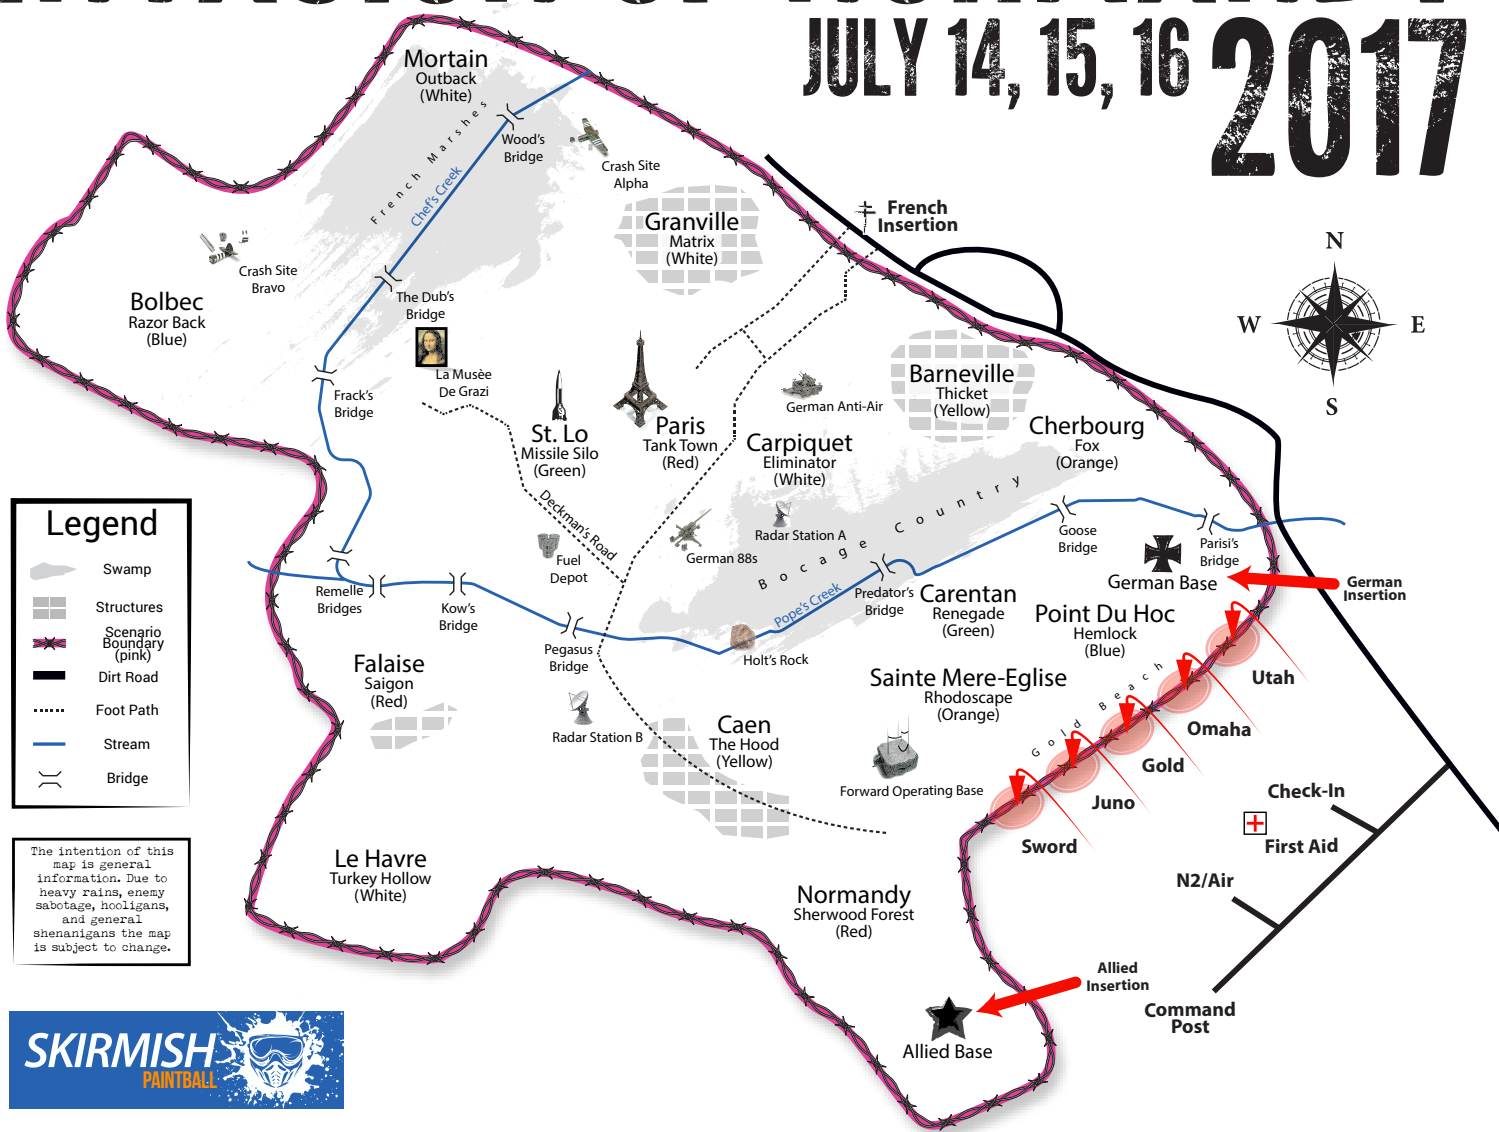 JULY 14, 15, 16
2017
Mortain
Outback
(White)
French Marshes
Chef's Creek
Wood's
Bridge
Crash Site
Alpha
Granville
Matrix
(White)
French
Insertion
N
W
E
S
Crash Site
Bravo
Bolbec
Razor Back
(Blue)
The Dub's
Bridge
La Musèe
De Grazi
Frack's
Bridge
St. Lo
Missile Silo
(Green)
Paris
Tank Town
(Red)
German Anti-Air
Carpiquet
Eliminator
(White)
Barneville
Thicket
(Yellow)
Cherbourg
Fox
(Orange)
Deckman's Road
Fuel
Depot
German 88s
Radar Station A
Bocage Country
Goose
Bridge
Parisi's
Bridge
German Base
German
Insertion
Remelle
Bridges
Kow's
Bridge
Pegasus
Bridge
Holt's Rock
Pope's Creek
Predator's
Bridge
Carentan
Renegade
(Green)
Point Du Hoc
Hemlock
(Blue)
Falaise
Saigon
(Red)
Radar Station B
Caen
The Hood
(Yellow)
Sainte Mere-Eglise
Rhodoscape
(Orange)
Forward Operating Base
Gold Beach
Utah
Omaha
Gold
Juno
Sword
Check-In
First Aid
N2/Air
Command
Post
Le Havre
Turkey Hollow
(White)
Normandy
Sherwood Forest
(Red)
Allied
Insertion
Allied Base
Legend
Swamp
Structures
Scenario
Boundary
(pink)
Dirt Road
Foot Path
Stream
Bridge
The intention of this
map is general
information. Due to
heavy rains, enemy
sabotage, hooligans,
and general
shenanigans the map
is subject to change.
SKIRMISH
PAINTBALL